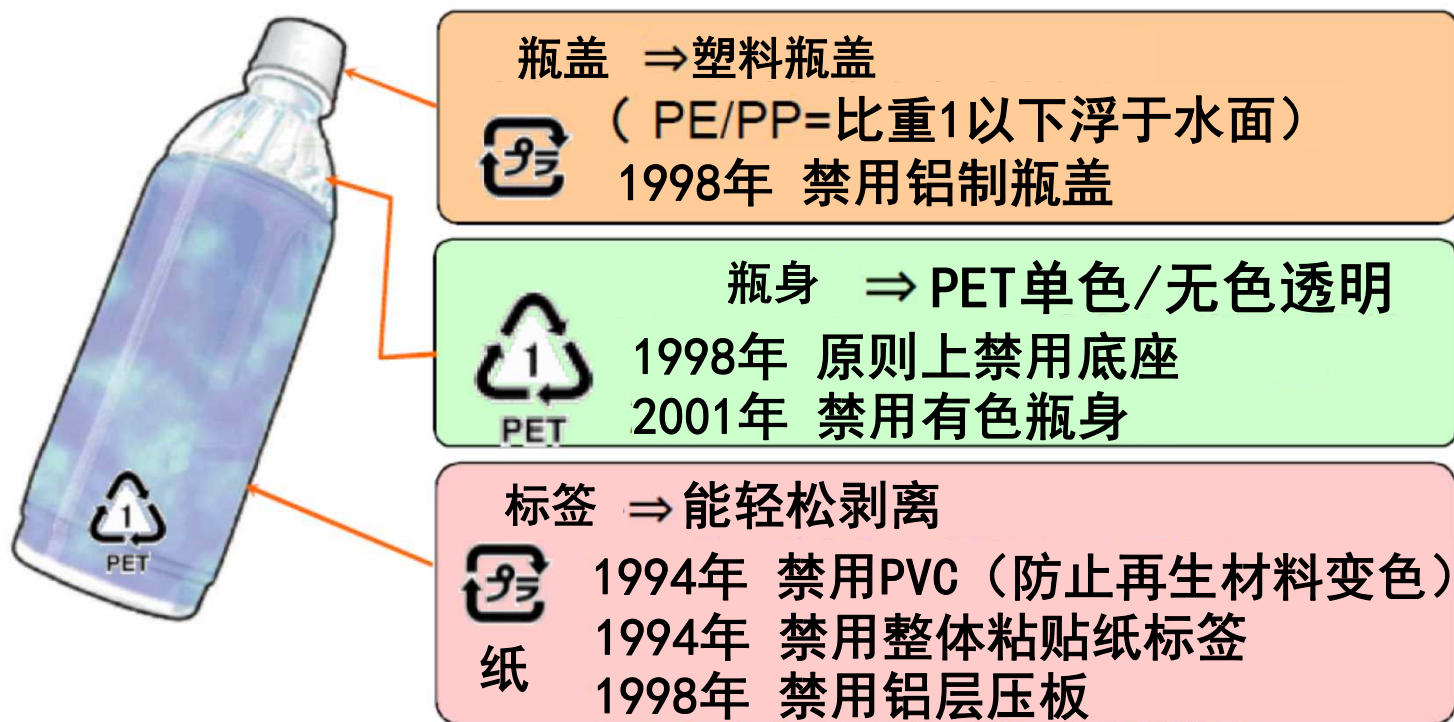 瓶盖 ⇒塑料瓶盖
( PE/PP=比重1以下浮于水面）
プラ
1998年 禁用铝制瓶盖
瓶身 ⇒ PET单色/无色透明
1
PET
1998年 原则上禁用底座
2001年 禁用有色瓶身
标签 ⇒能轻松剥离
プラ
纸
1994年 禁用PVC（防止再生材料变色）
1994年 禁用整体粘贴纸标签
1998年 禁用铝层压板
1
PET